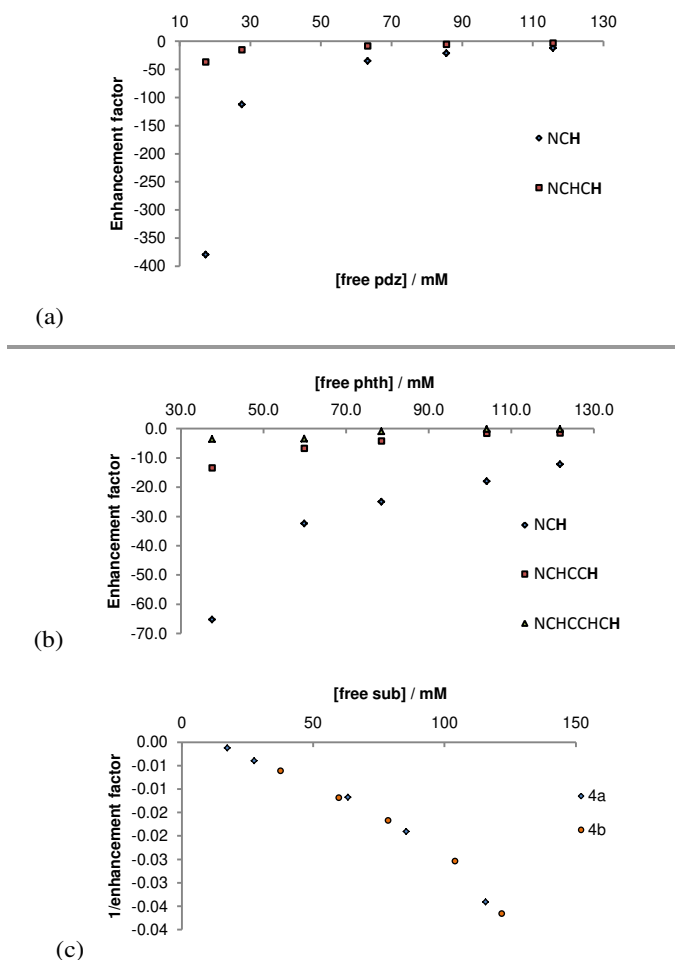 10 30 50 70 90 110 130
0
-50
-100
-150
-200
-250
-300
-350
-400
Enhancement factor
NCH
NCHCH
[free pdz] / mM
(a)
[free phth] / mM
30.0 50.0 70.0 90.0 110.0 130.0
0.0
-10.0
-20.0
-30.0
-40.0
-50.0
-60.0
-70.0
Enhancement factor
NCH
NCHCCH
NCHCCHCH
(b)
[free sub] / mM
0 50 100 150
0.00
-0.01
-0.01
-0.02
-0.02
-0.03
-0.03
-0.04
-0.04
1/enhancement factor
4a
4b
(c)